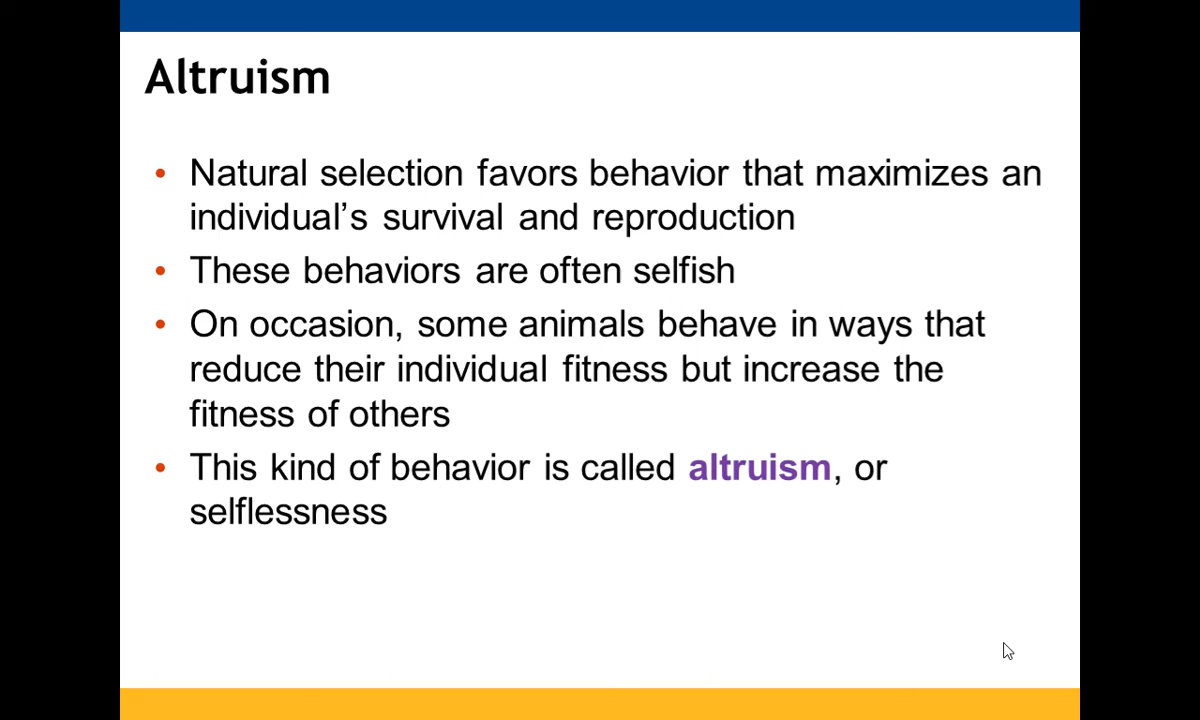 Altruism
• Natural selection favors behavior that maximizes an
individual’s survival and reproduction
• These behaviors are often selfish
• On occasion, some animals behave in ways that
reduce their individual fitness but increase the
fitness of others
• This kind of behavior is called altruism, or
selflessness